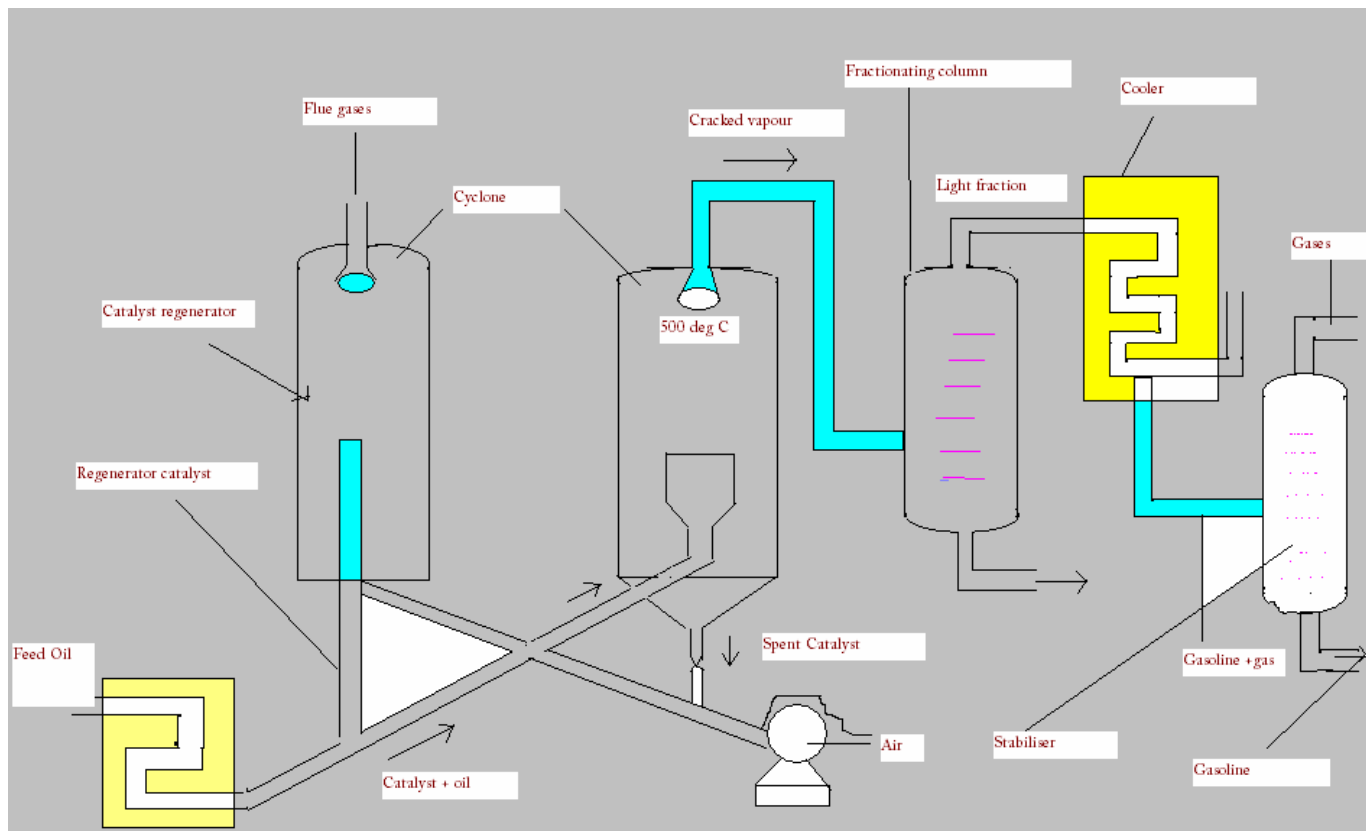 Fractionating column
Cooler
Flue gases
Cracked vapour
Light fraction
Cyclone
Gases
Catalyst regenerator
500 deg C
Regenerator catalyst
Feed Oil
Spent Catalyst
Gasoline +gas
Air
Stabiliser
Catalyst + oil
Gasoline